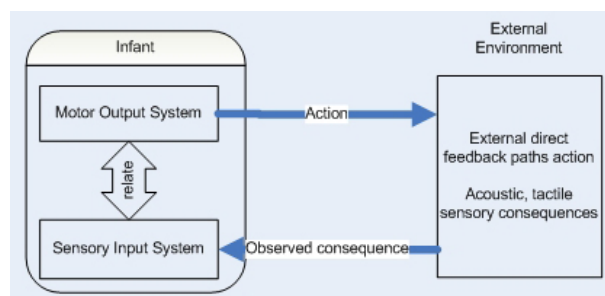 Infant
External
Environment
Motor Output System
Action
relate
External direct
feedback paths action
Acoustic, tactile
sensory consequences
Sensory Input System
Observed consequence